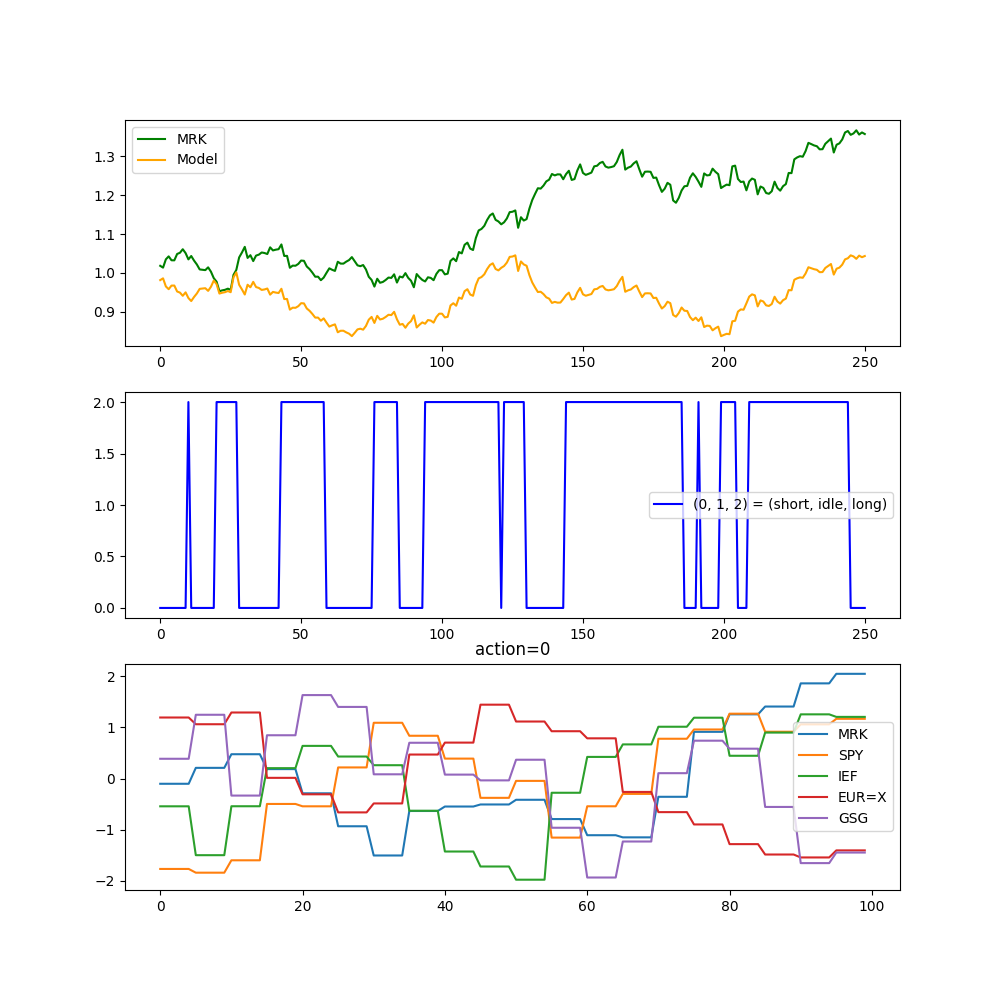 MRK
Model
1.3
1.2
1.1
1.0
0.9
0 50 100 150 200 250
2.0
1.5
1.0
0.5
0.0
(0, 1, 2) = (short, idle, long)
0 50 100 150 200 250
action=0
2
1
0
−1
−2
MRK
SPY
IEF
EUR=X
GSG
0 20 40 60 80 100